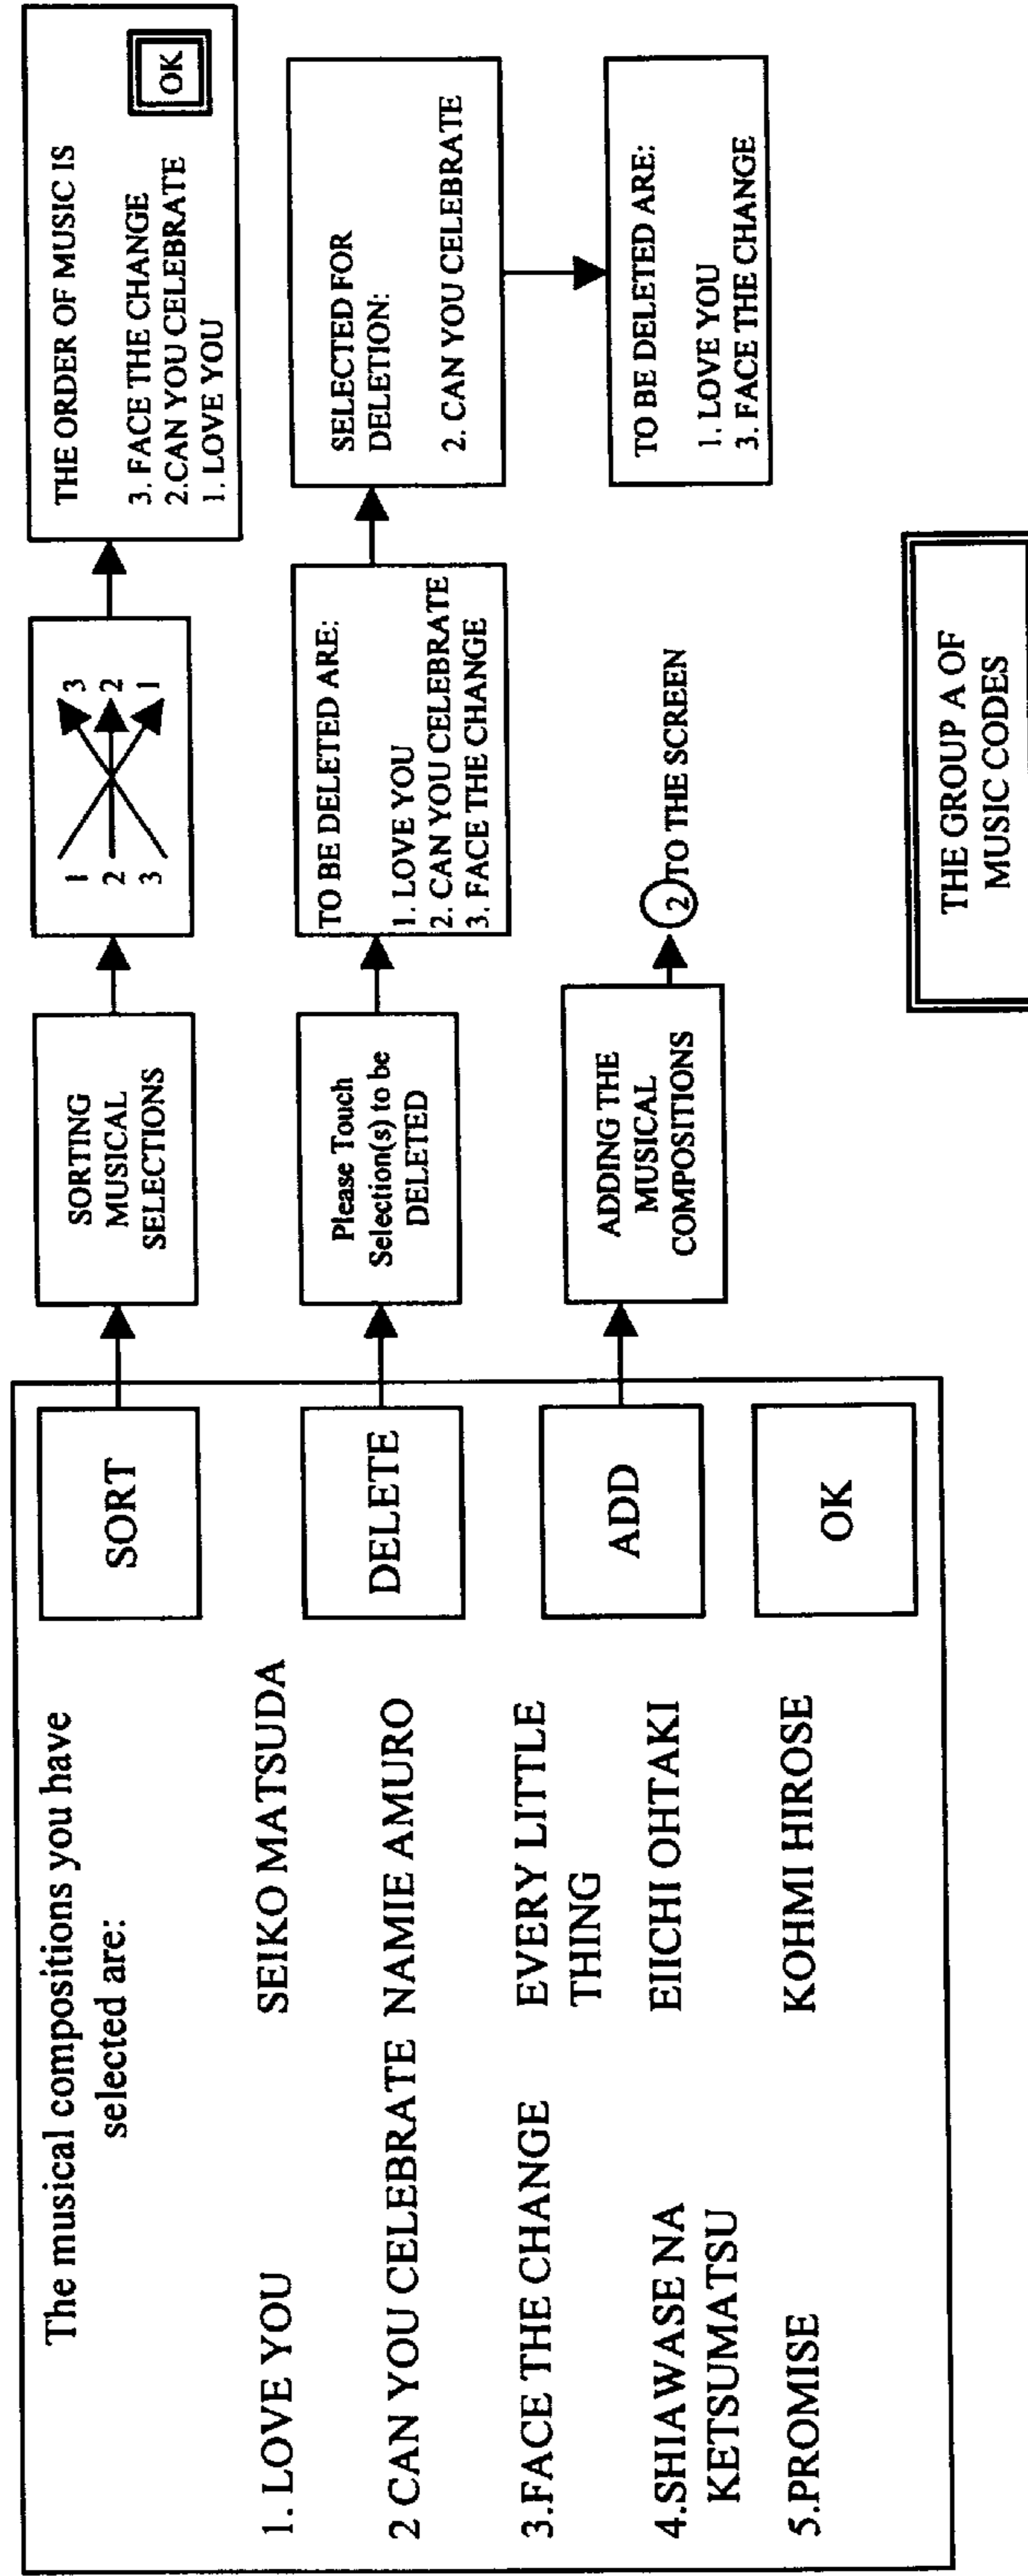 The musical compositions you have
selected are:
1. LOVE YOU SEIKO MATSUDA
2 CAN YOU CELEBRATE NAMIE AMURO
3.FACE THE CHANGE EVERY LITTLE
THING
4.SHIAWASE NA EIICHI OHTAKI
KETSUMATSU
5.PROMISE KOHMI HIROSE
SORT
DELETE
ADD
OK
SORTING
MUSICAL
SELECTIONS
1 3
2 2
3 1
THE ORDER OF MUSIC IS
3. FACE THE CHANGE
2.CAN YOU CELEBRATE
1. LOVE YOU
OK
Please Touch
Selection(s) to be
DELETED
TO BE DELETED ARE:
1. LOVE YOU
2. CAN YOU CELEBRATE
3. FACE THE CHANGE
SELECTED FOR
DELETION:
2. CAN YOU CELEBRATE
TO BE DELETED ARE:
1. LOVE YOU
3. FACE THE CHANGE
ADDING THE
MUSICAL
COMPOSITIONS
2 TO THE SCREEN
THE GROUP A OF
MUSIC CODES